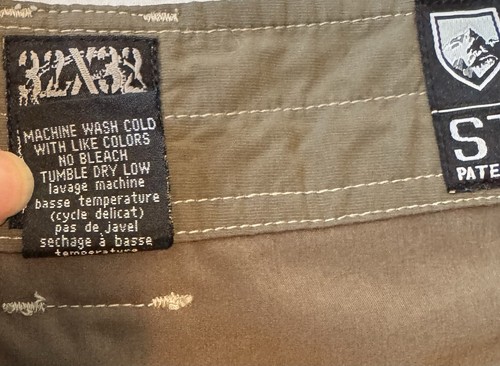 32X32
MACHINE WASH COLD
WITH LIKE COLORS
NO BLEACH
TUMBLE DRY LOW
lavage machine
basse temperature
(cycle delicat)
pas de javel
sechage à basse
temperature
ST
PATE